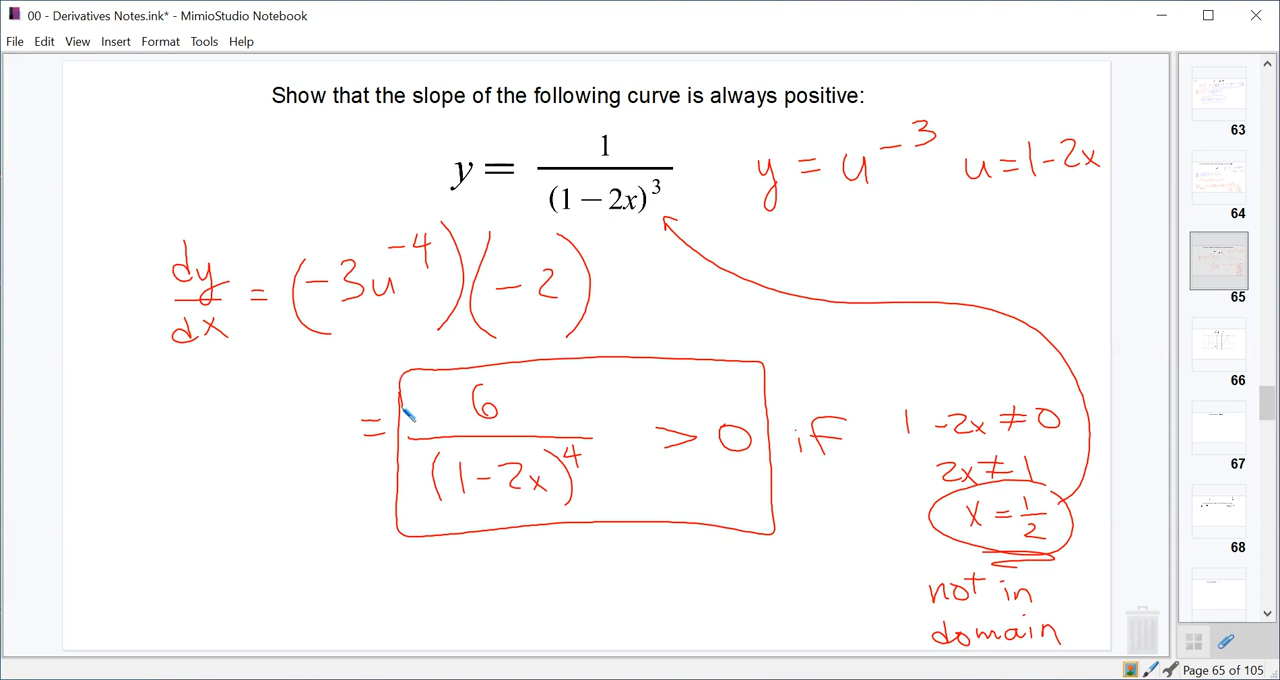 00 - Derivatives Notes.ink* - MimioStudio Notebook
File Edit View Insert Format Tools Help
Show that the slope of the following curve is always positive:
y = 1/(1 − 2x)³
y = u⁻³ u = 1-2x
dy/dx = (-3u⁻⁴)(-2)
= 6/(1-2x)⁴ > 0 if
1 -2x ≠ 0
2x ≠ 1
x = 1/2
not in
domain
63
64
65
66
67
68
Page 65 of 105